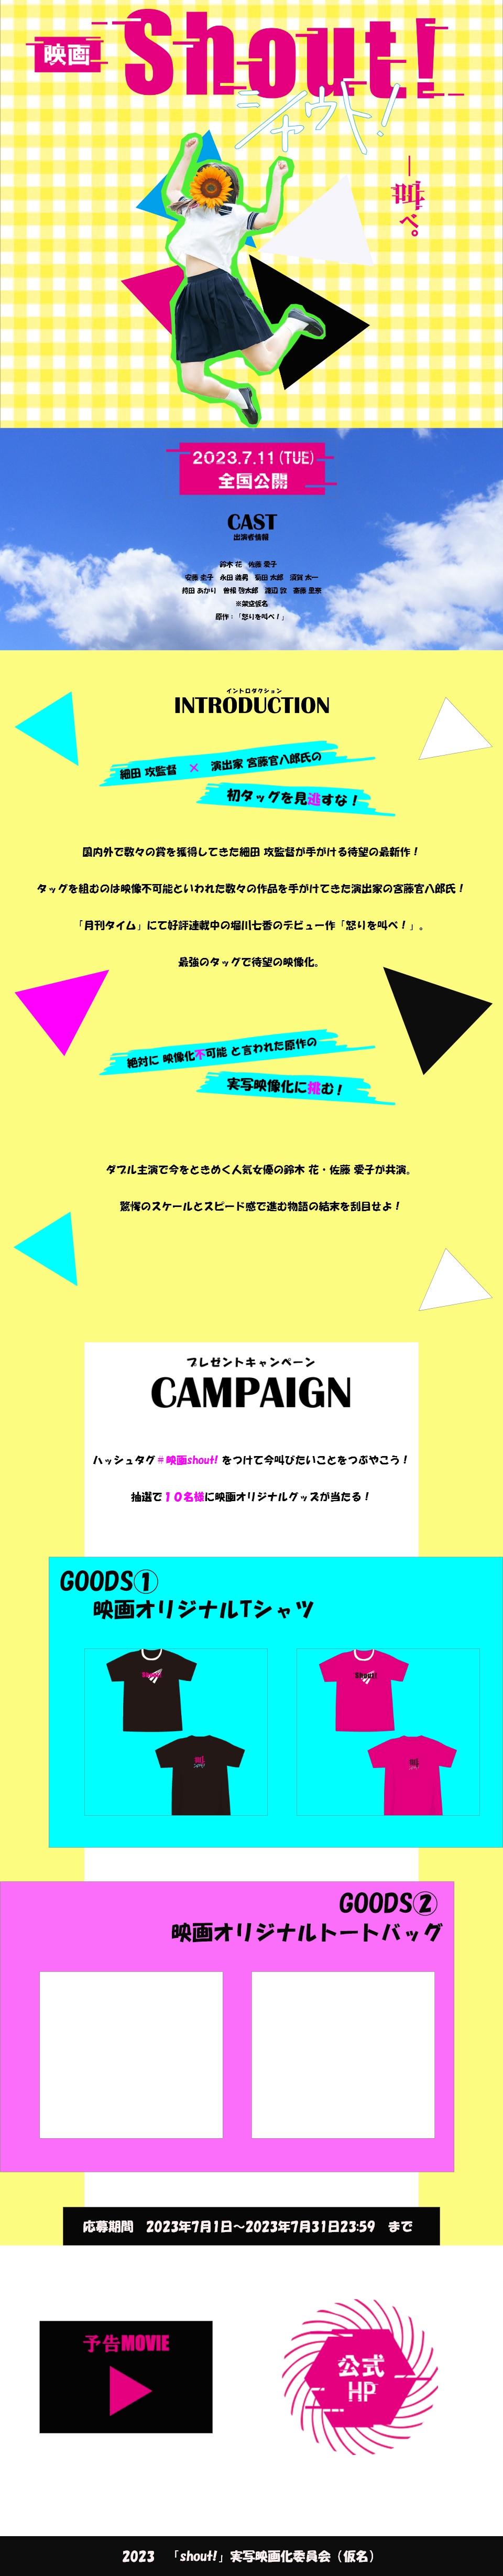 映画
Shout!
シャウト!
―叫べ。
2023.7.11(TUE)
全国公開
CAST
出演者情報
鈴木 花　佐藤 愛子
安藤 忠子　永田 義男　菊田 太郎　須賀 太一
持田 あかり　曽根 啓太郎　渡辺 敦　斎藤 里奈
※架空仮名
原作：「怒りを叫べ！」
イントロダクション
INTRODUCTION
細田 攻監督　×　演出家 宮藤官八郎氏の
初タッグを見逃すな！
国内外で数々の賞を獲得してきた細田 攻監督が手がける待望の最新作！
タッグを組むのは映像不可能といわれた数々の作品を手がけてきた演出家の宮藤官八郎氏！
「月刊タイム」にて好評連載中の堀川七番のデビュー作「怒りを叫べ！」。
最強のタッグで待望の映像化。
絶対に 映像化不可能 と言われた原作の
実写映像化に挑む！
ダブル主演で今をときめく人気女優の鈴木 花・佐藤 愛子が共演。
驚愕のスケールとスピード感で進む物語の結末を刮目せよ！
プレゼントキャンペーン
CAMPAIGN
ハッシュタグ＃映画shout! をつけて今叫びたいことをつぶやこう！
抽選で１０名様に映画オリジナルグッズが当たる！
GOODS①
映画オリジナルTシャツ
Shout!
Shout!
叫
叫
GOODS②
映画オリジナルトートバッグ
応募期間　2023年7月1日〜2023年7月31日23:59　まで
予告MOVIE
公式
HP
2023　「shout!」実写映画化委員会（仮名）